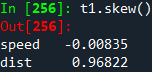 In [256]: t1.skew()
Out[256]:
speed   -0.00835
dist     0.96822